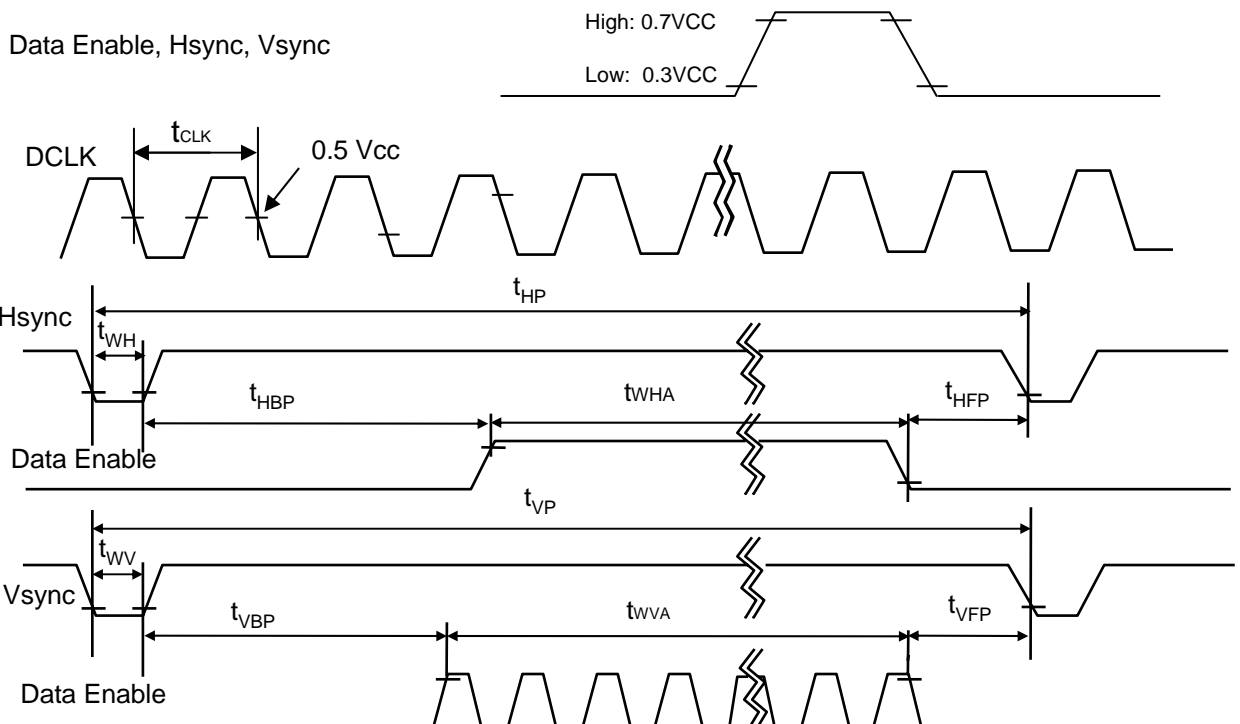 High: 0.7VCC
Data Enable, Hsync, Vsync
Low: 0.3VCC
tCLK
DCLK
0.5 Vcc
tHP
Hsync
tWH
tHBP
tWHA
tHFP
Data Enable
tVP
tWV
Vsync
tVBP
tWVA
tVFP
Data Enable